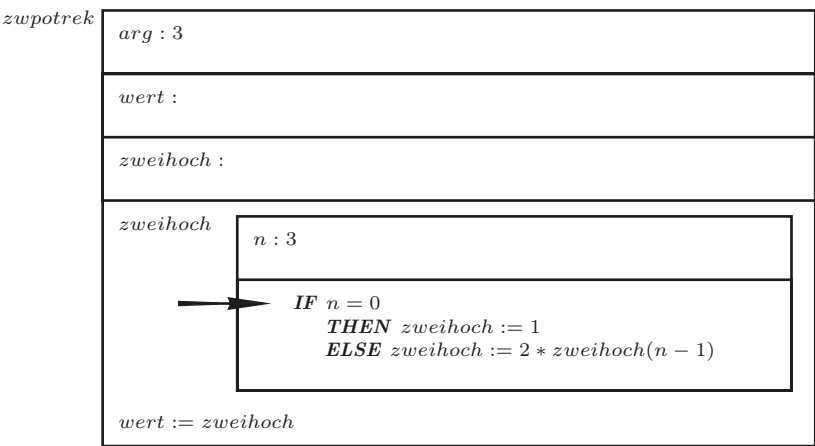 zwpotrek
arg : 3
wert :
zweihoch :
zweihoch
n : 3
IF n = 0
THEN zweihoch := 1
ELSE zweihoch := 2 ∗ zweihoch(n − 1)
wert := zweihoch